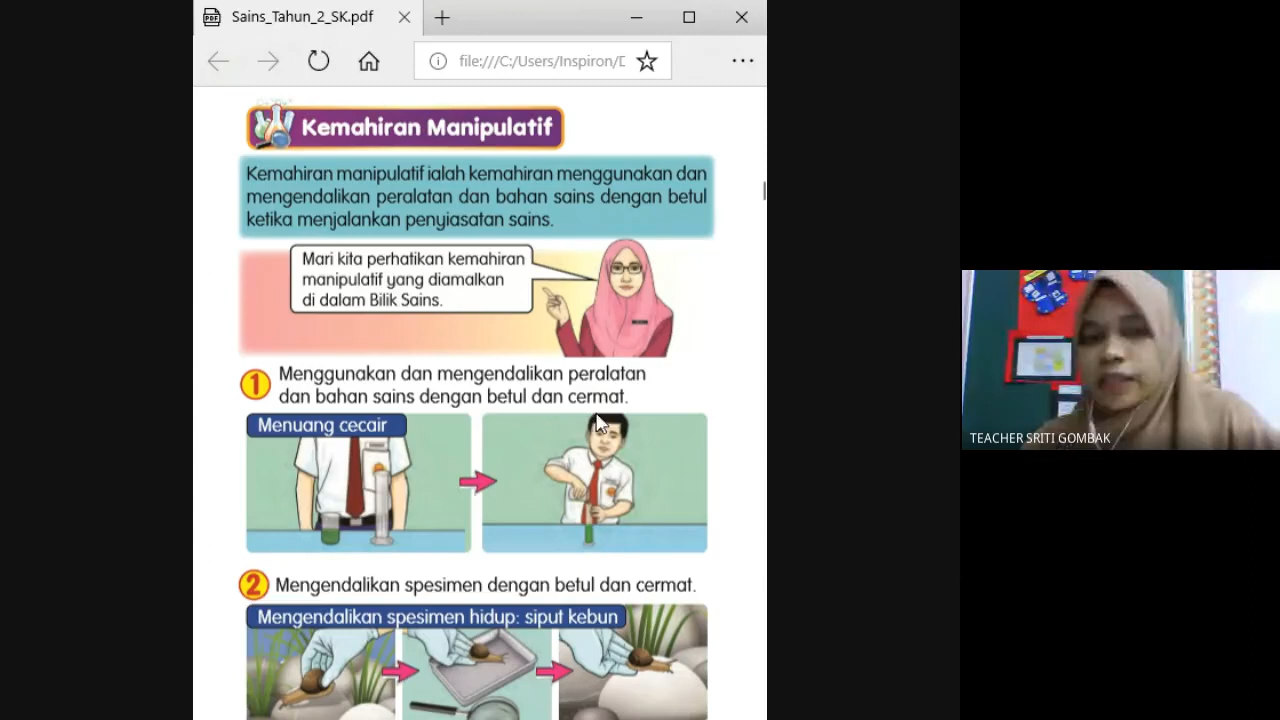 Sains_Tahun_2_SK.pdf
file:///C:/Users/Inspiron/D
Kemahiran Manipulatif
Kemahiran manipulatif ialah kemahiran menggunakan dan
mengendalikan peralatan dan bahan sains dengan betul
ketika menjalankan penyiasatan sains.
Mari kita perhatikan kemahiran
manipulatif yang diamalkan
di dalam Bilik Sains.
1 Menggunakan dan mengendalikan peralatan
dan bahan sains dengan betul dan cermat.
Menuang cecair
2 Mengendalikan spesimen dengan betul dan cermat.
Mengendalikan spesimen hidup: siput kebun
TEACHER SRITI GOMBAK